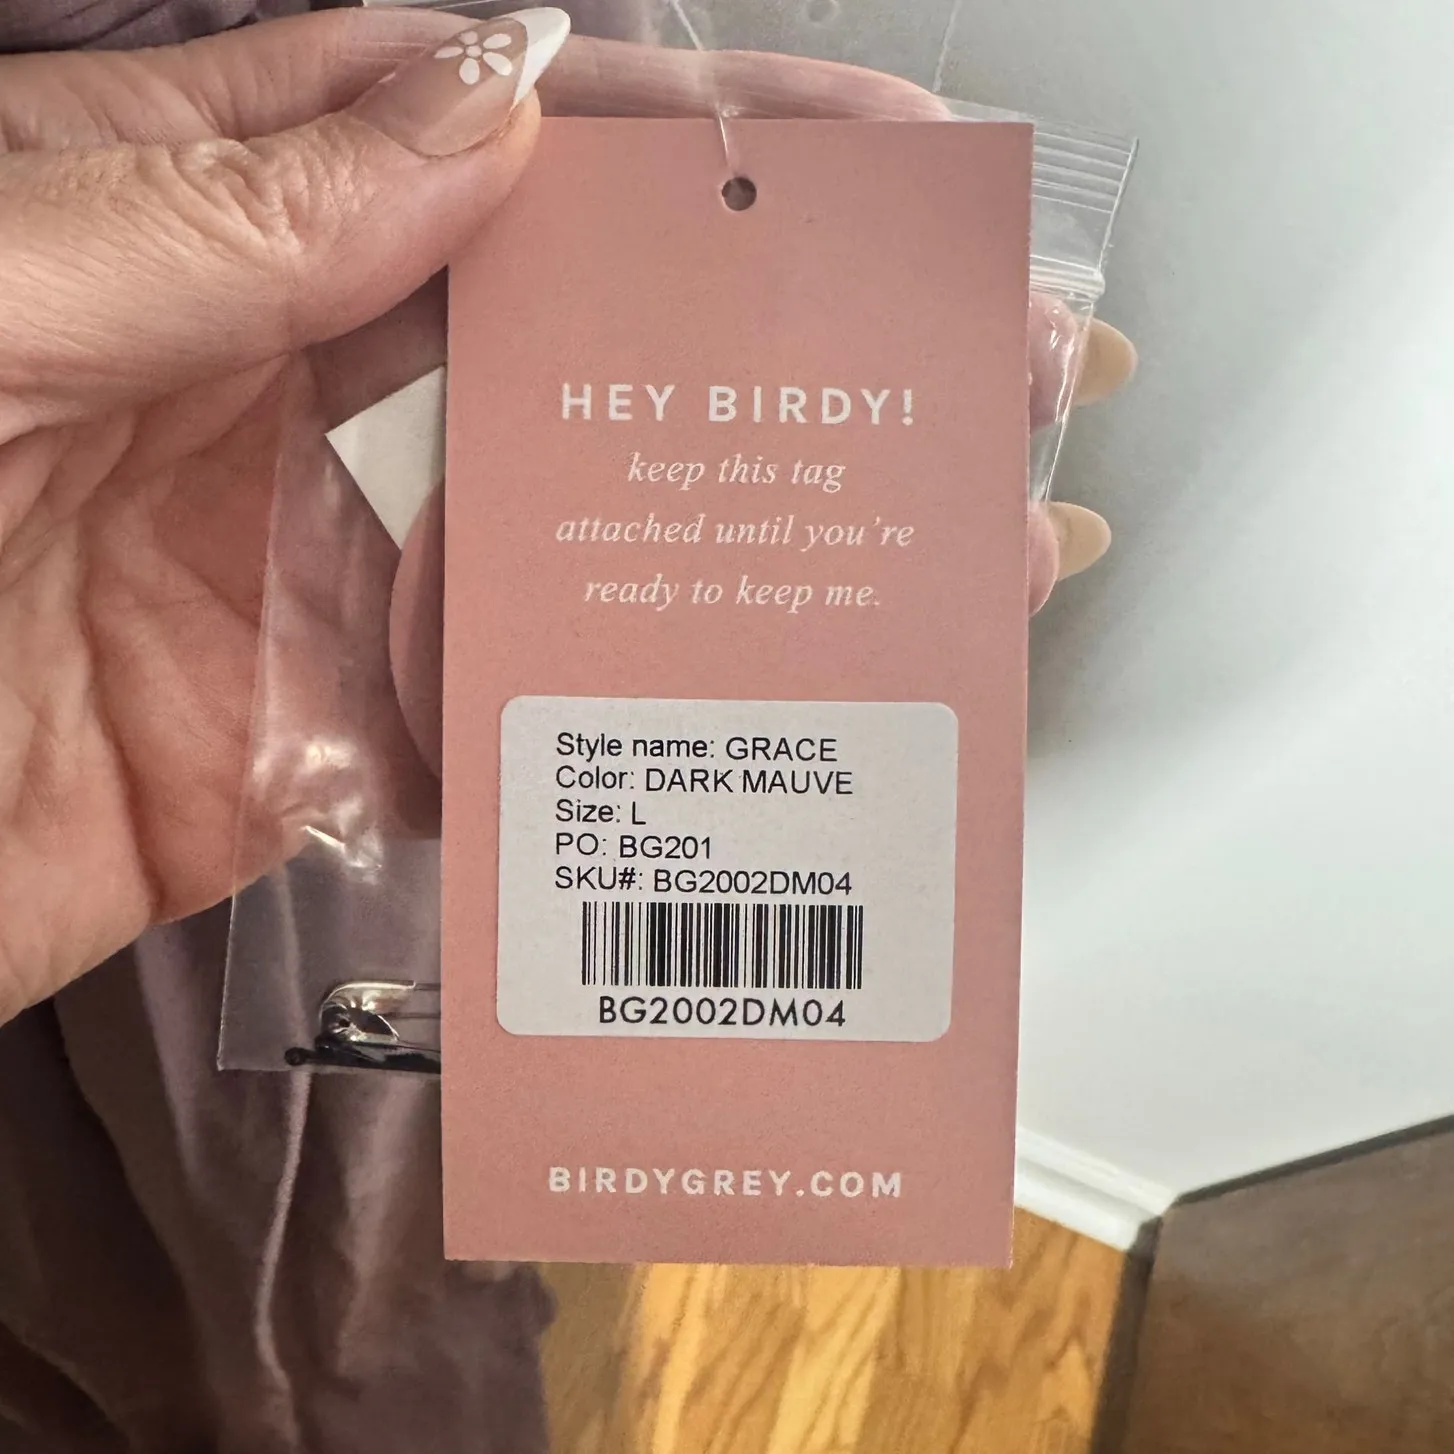 HEY BIRDY!
keep this tag
attached until you're
ready to keep me.
Style name: GRACE
Color: DARK MAUVE
Size: L
PO: BG201
SKU#: BG2002DM04
BG2002DM04
BIRDYGREY.COM